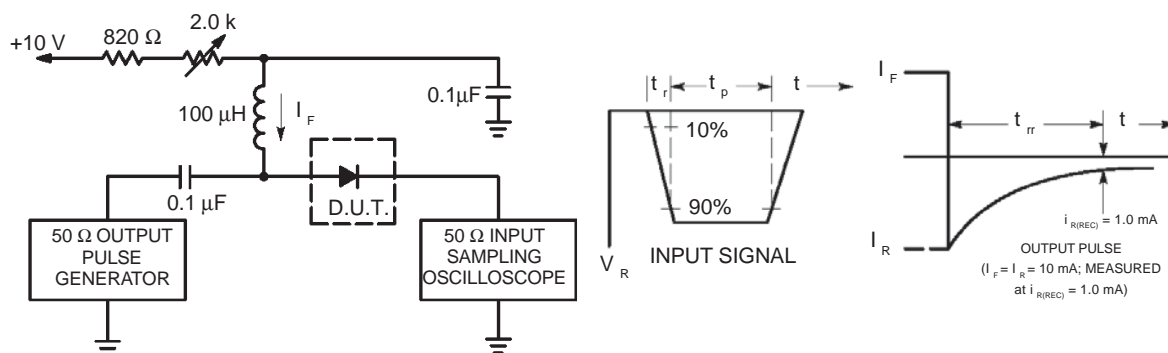 +10 V
820 Ω
2.0 k
100 μH
I F
0.1μF
0.1 μF
D.U.T.
50 Ω OUTPUT
PULSE
GENERATOR
50 Ω INPUT
SAMPLING
OSCILLOSCOPE
t r
t p
t
10%
90%
V R
INPUT SIGNAL
I F
t rr
t
i R(REC) = 1.0 mA
I R
OUTPUT PULSE
(I F = I R = 10 mA; MEASURED
at i R(REC) = 1.0 mA)